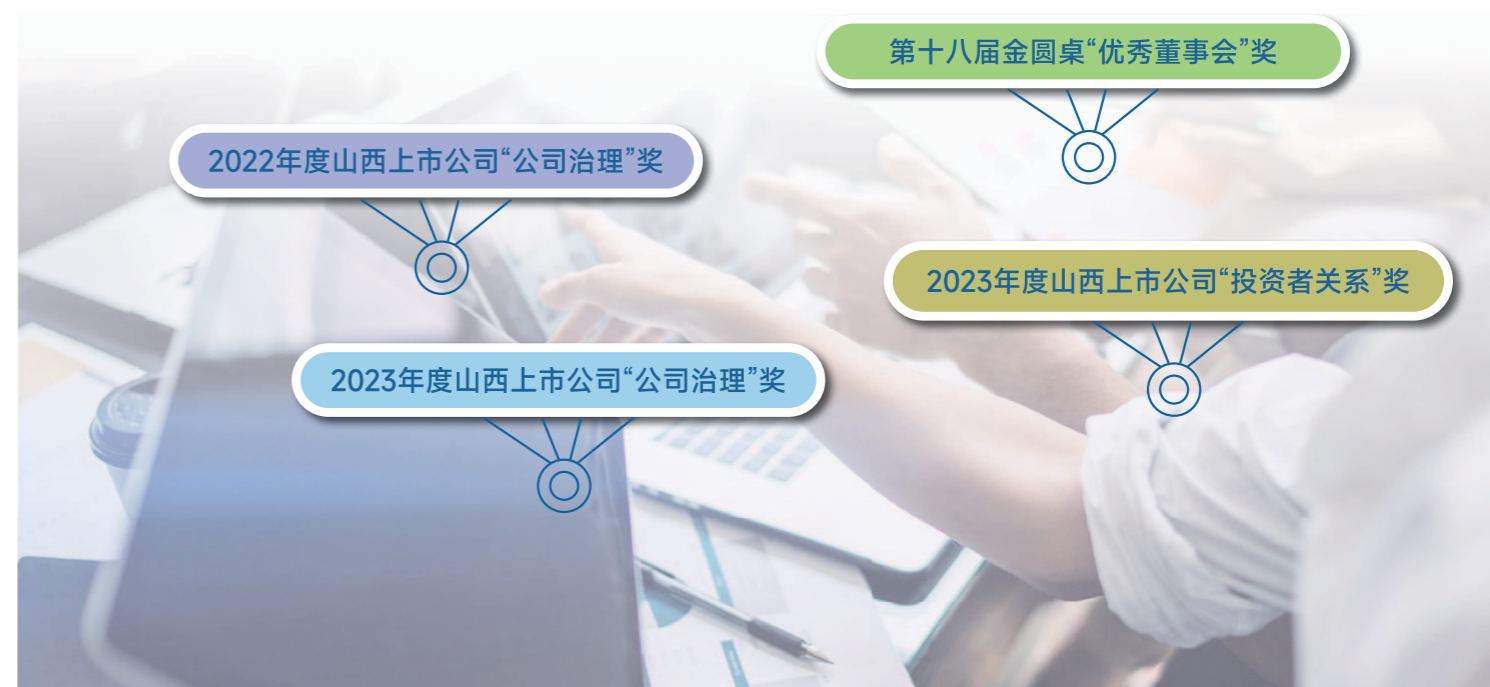 第十八届金圆桌“优秀董事会”奖
2022年度山西上市公司“公司治理”奖
2023年度山西上市公司“投资者关系”奖
2023年度山西上市公司“公司治理”奖